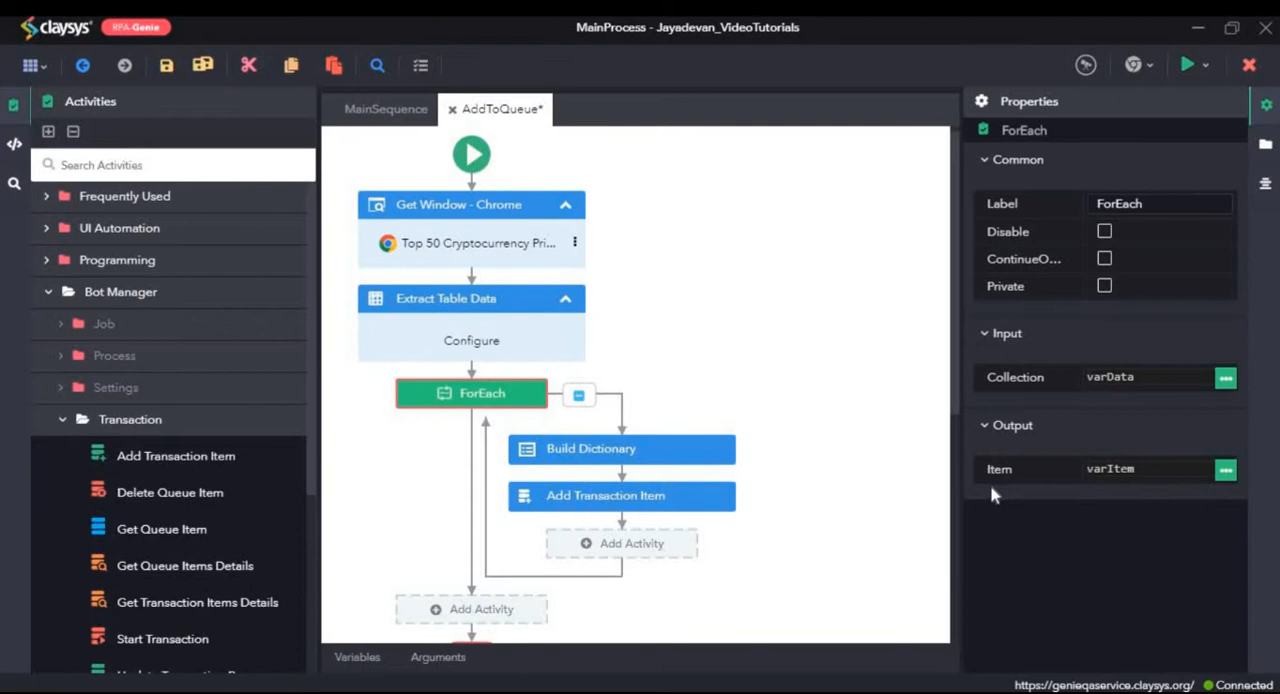 claysys RPA-Genie
MainProcess - Jayadevan_VideoTutorials
Activities
Search Activities
Frequently Used
UI Automation
Programming
Bot Manager
Job
Process
Settings
Transaction
Add Transaction Item
Delete Queue Item
Get Queue Item
Get Queue Items Details
Get Transaction Items Details
Start Transaction
MainSequence
AddToQueue*
Get Window - Chrome
Top 50 Cryptocurrency Pri...
Extract Table Data
Configure
ForEach
Build Dictionary
Add Transaction Item
Add Activity
Add Activity
Variables
Arguments
Properties
ForEach
Common
Label ForEach
Disable
ContinueO...
Private
Input
Collection varData
Output
Item varItem
https://genieqaservice.claysys.org/ Connected